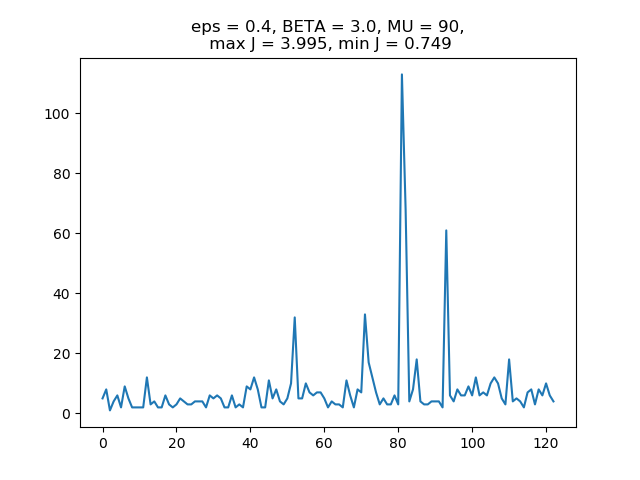 eps = 0.4, BETA = 3.0, MU = 90,
max J = 3.995, min J = 0.749
100
80
60
40
20
0
0 20 40 60 80 100 120